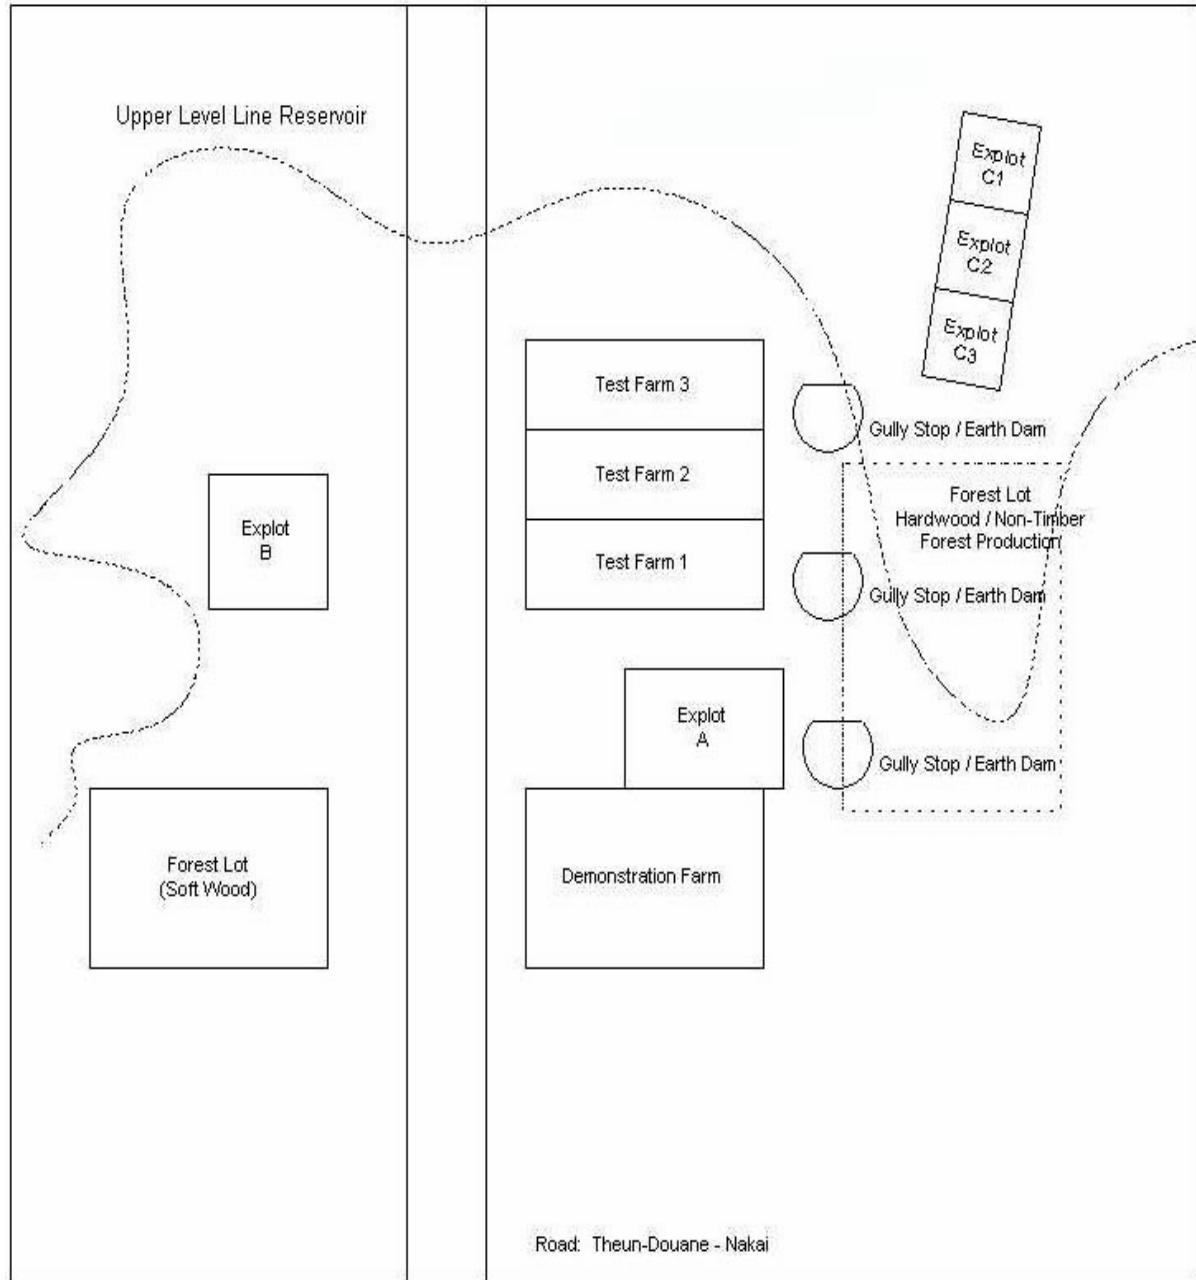 Upper Level Line Reservoir
Explot
C1
Explot
C2
Explot
C3
Test Farm 3
Gully Stop / Earth Dam
Test Farm 2
Forest Lot
Hardwood / Non-Timber
Forest Production
Explot
B
Test Farm 1
Gully Stop / Earth Dam
Explot
A
Gully Stop / Earth Dam
Forest Lot
(Soft Wood)
Demonstration Farm
Road: Theun-Douane - Nakai